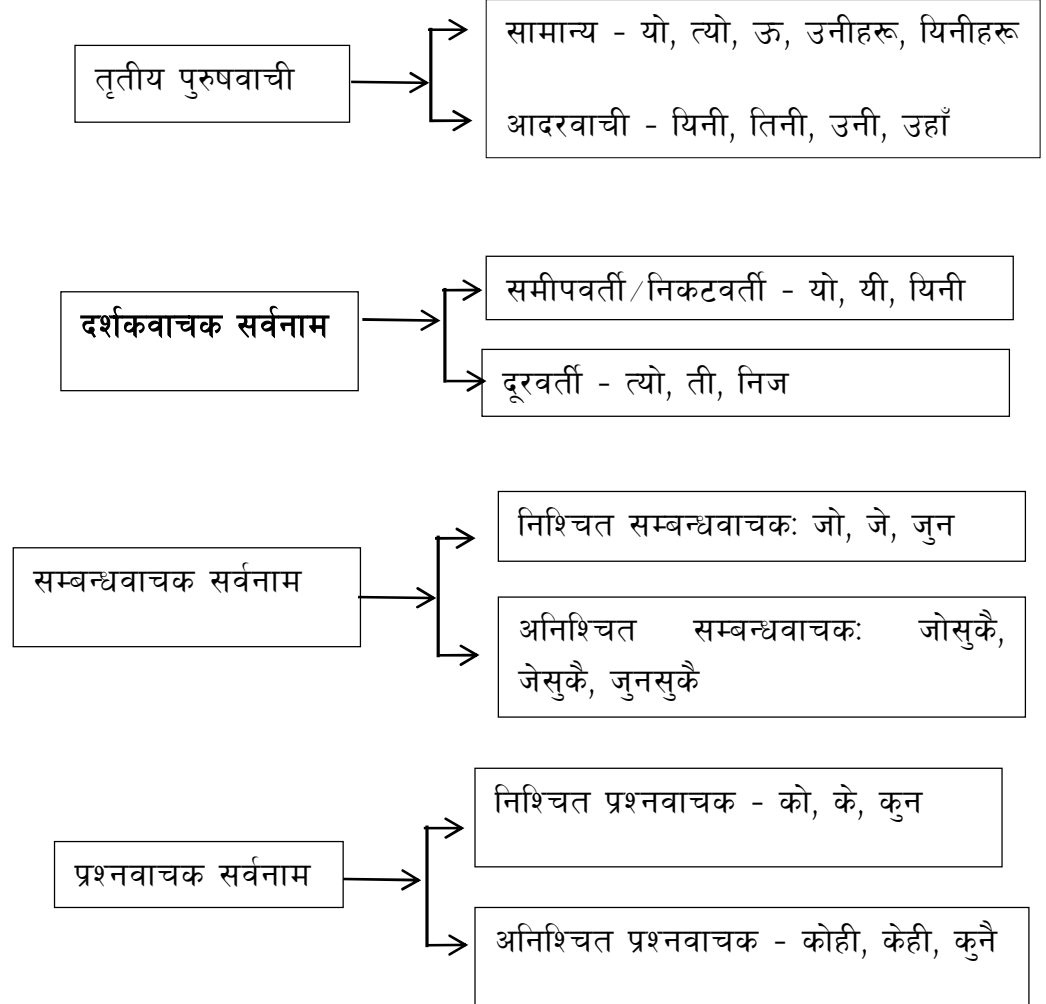 तृतीय पुरुषवाची
सामान्य - यो, त्यो, ऊ, उनीहरू, यिनीहरू
आदरवाची - यिनी, तिनी, उनी, उहाँ
दर्शकवाचक सर्वनाम
समीपवर्ती/निकटवर्ती - यो, यी, यिनी
दूरवर्ती - त्यो, ती, निज
सम्बन्धवाचक सर्वनाम
निश्चित सम्बन्धवाचकः जो, जे, जुन
अनिश्चित सम्बन्धवाचकः जोसुकै,
जेसुकै, जुनसुकै
प्रश्नवाचक सर्वनाम
निश्चित प्रश्नवाचक - को, के, कुन
अनिश्चित प्रश्नवाचक - कोही, केही, कुनै